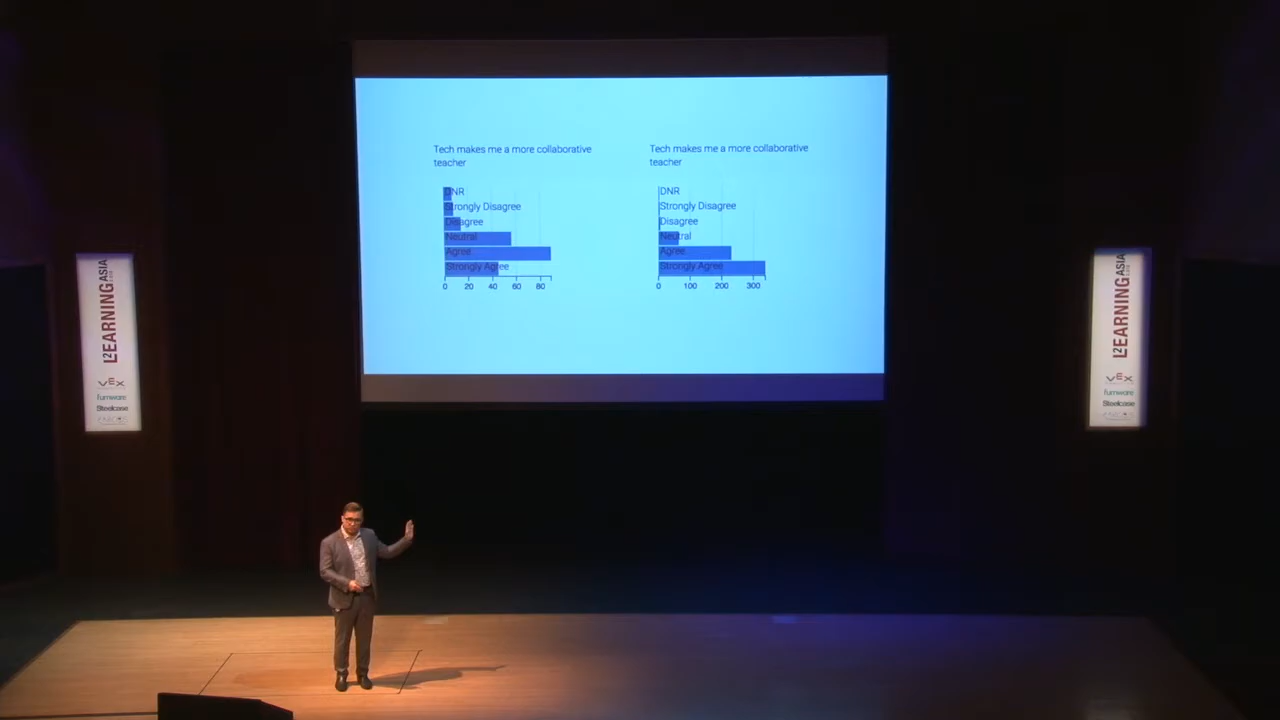 Tech makes me a more collaborative
teacher
DNR
Strongly Disagree
Disagree
Neutral
Agree
Strongly Agree
0 20 40 60 80
Tech makes me a more collaborative
teacher
DNR
Strongly Disagree
Disagree
Neutral
Agree
Strongly Agree
0 100 200 300
L2EARNING ASIA
VEX
Furnware
Steelcase
L2EARNING ASIA
VEX
Furnware
Steelcase